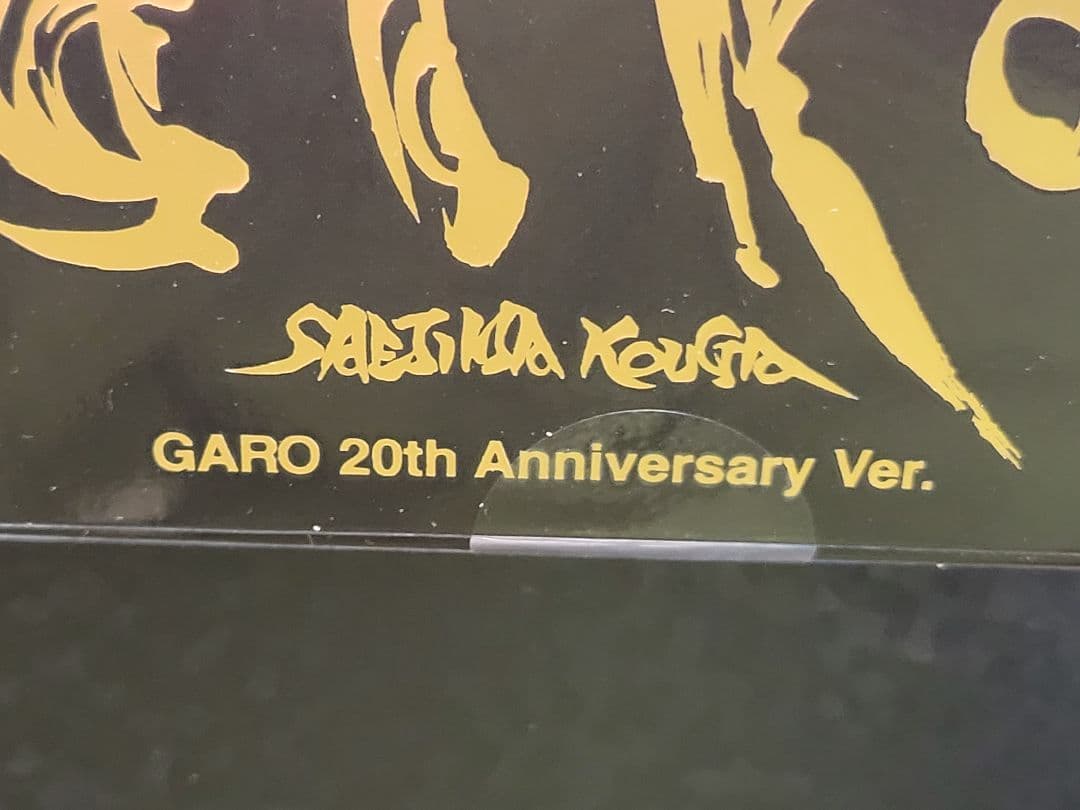 SAEJIMA KOUGA
GARO 20th Anniversary Ver.